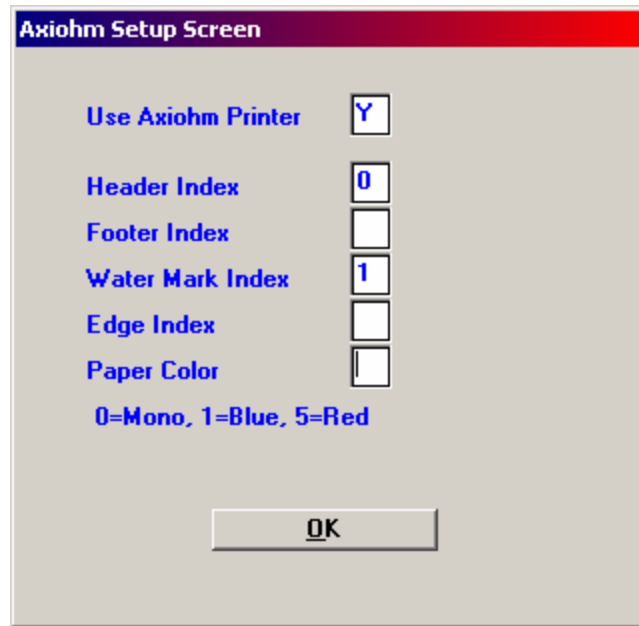 Axiohm Setup Screen
Use Axiohm Printer Y
Header Index 0
Footer Index
Water Mark Index 1
Edge Index
Paper Color
0=Mono, 1=Blue, 5=Red
OK